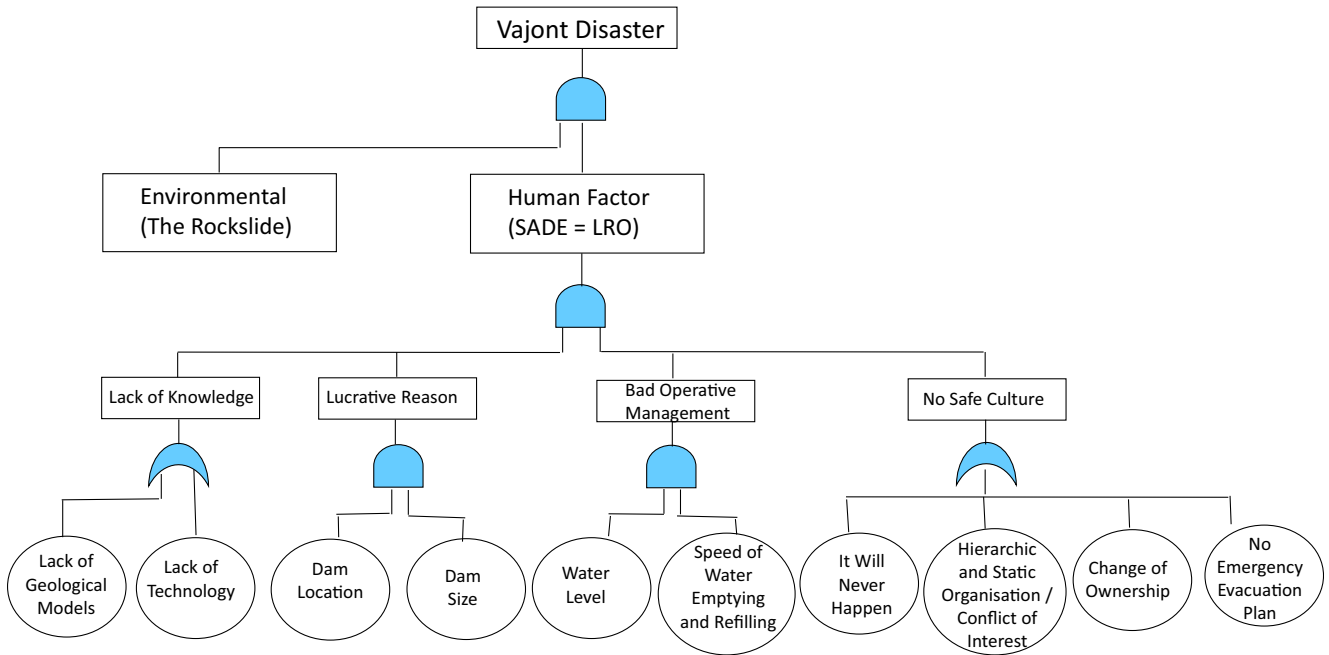 Vajont Disaster
Environmental
(The Rockslide)
Human Factor
(SADE = LRO)
Lack of Knowledge
Lucrative Reason
Bad Operative
Management
No Safe Culture
Lack of
Geological
Models
Lack of
Technology
Dam
Location
Dam
Size
Water
Level
Speed of
Water
Emptying
and Refilling
It Will
Never
Happen
Hierarchic
and Static
Organisation /
Conflict of
Interest
Change of
Ownership
No
Emergency
Evacuation
Plan